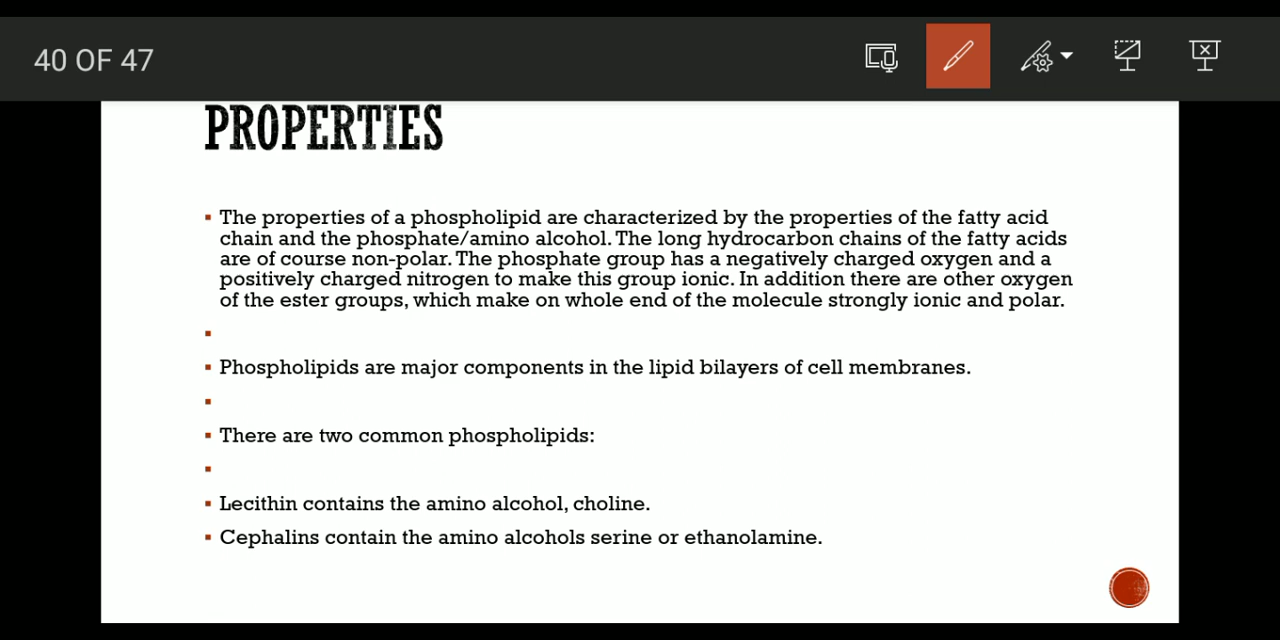 40 OF 47
PROPERTIES
▪ The properties of a phospholipid are characterized by the properties of the fatty acid
chain and the phosphate/amino alcohol. The long hydrocarbon chains of the fatty acids
are of course non-polar. The phosphate group has a negatively charged oxygen and a
positively charged nitrogen to make this group ionic. In addition there are other oxygen
of the ester groups, which make on whole end of the molecule strongly ionic and polar.
▪
▪ Phospholipids are major components in the lipid bilayers of cell membranes.
▪
▪ There are two common phospholipids:
▪
▪ Lecithin contains the amino alcohol, choline.
▪ Cephalins contain the amino alcohols serine or ethanolamine.